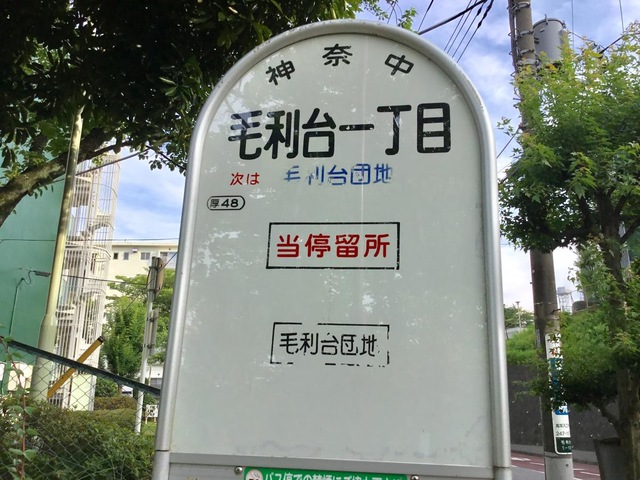 神奈中
毛利台一丁目
次は 毛利台団地
厚48
当停留所
毛利台団地